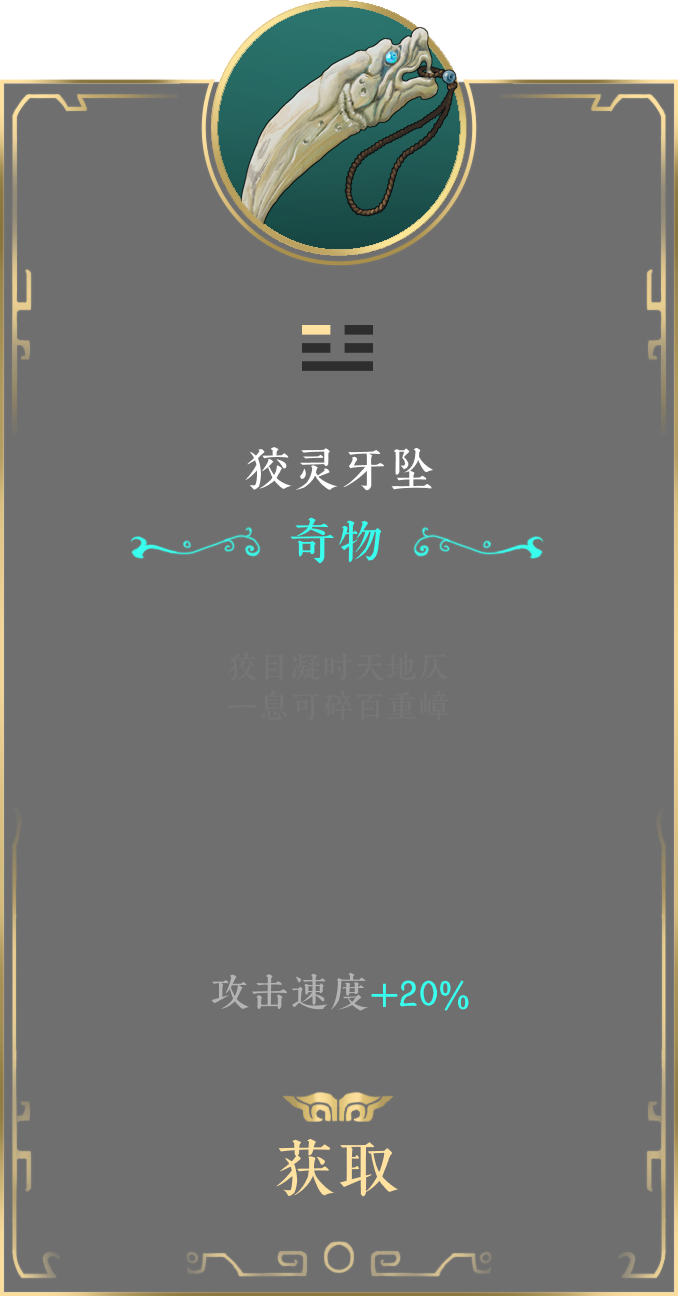 狡灵牙坠
奇物
狡目凝时天地仄
一息可碎百重嶂
攻击速度+20%
获取